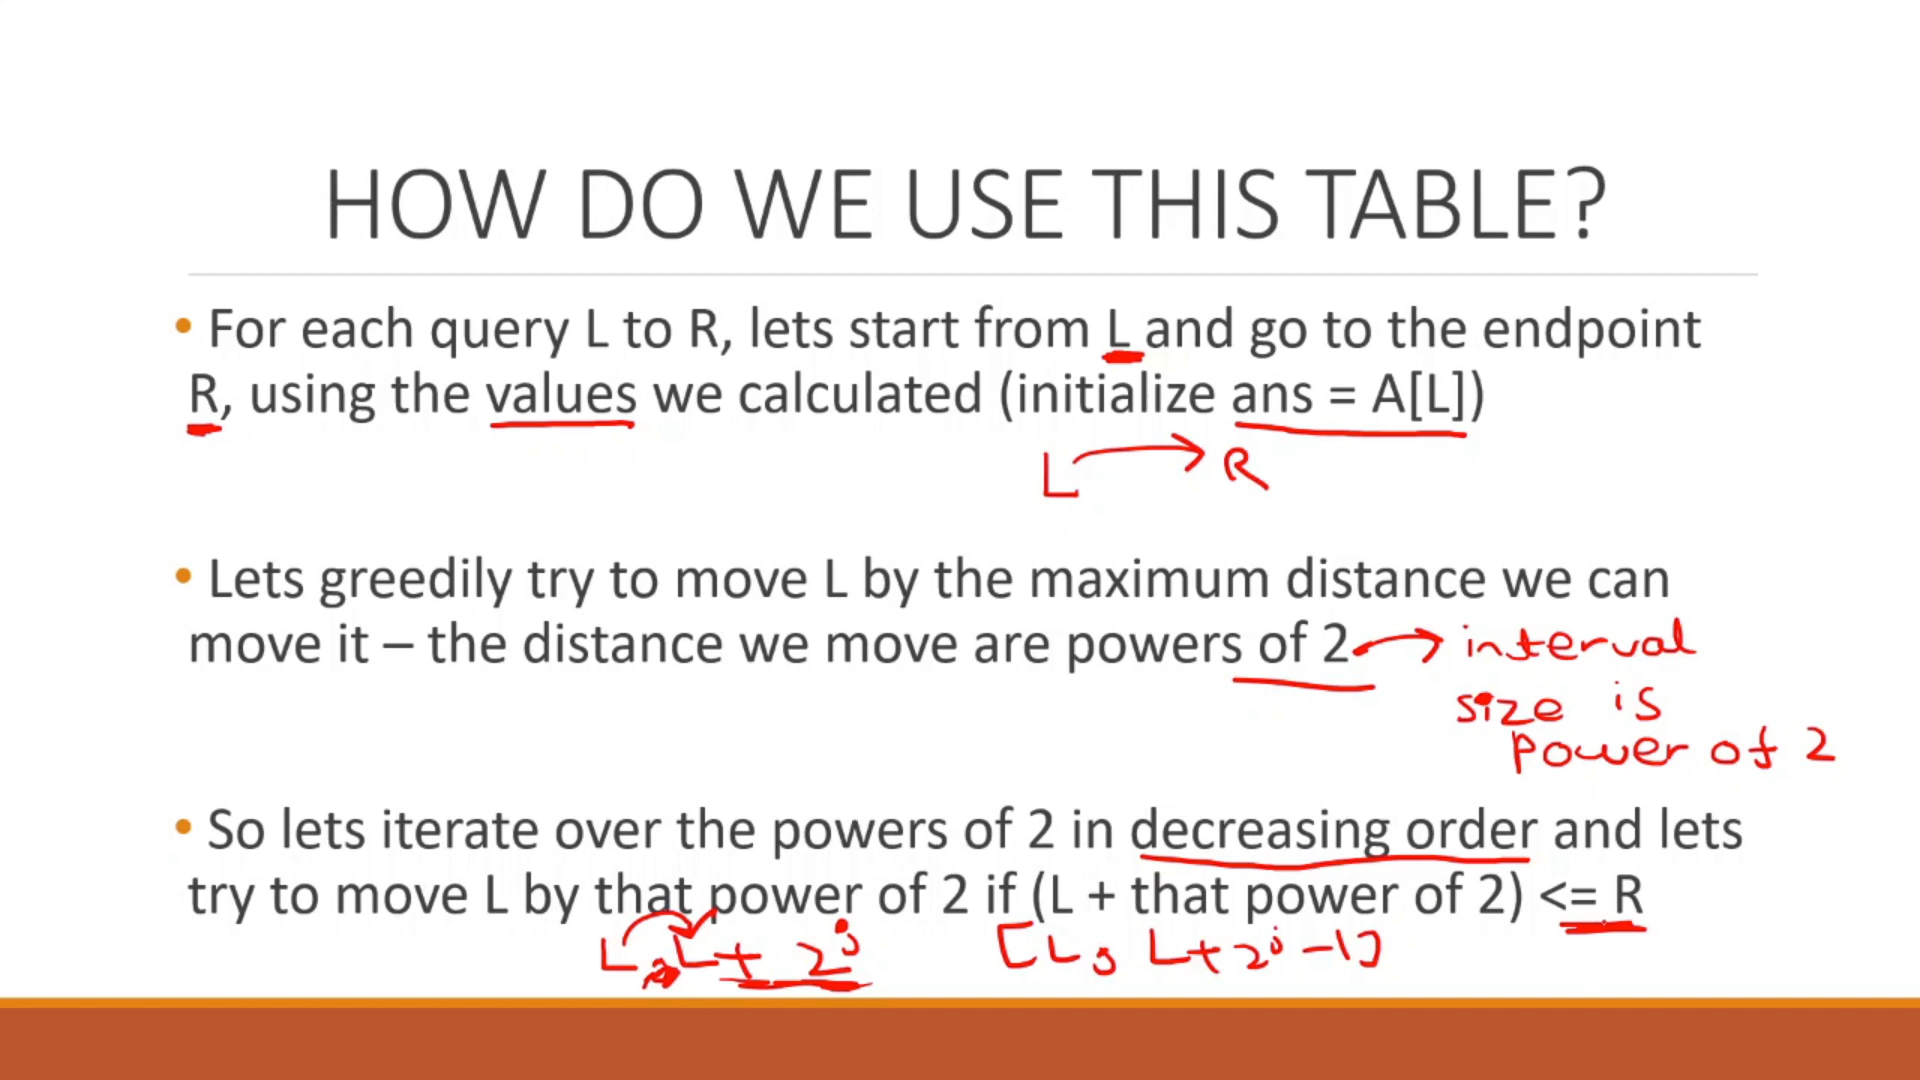 HOW DO WE USE THIS TABLE?
• For each query L to R, lets start from L and go to the endpoint
R, using the values we calculated (initialize ans = A[L])
L → R
• Lets greedily try to move L by the maximum distance we can
move it – the distance we move are powers of 2 → interval
size is
power of 2
• So lets iterate over the powers of 2 in decreasing order and lets
try to move L by that power of 2 if (L + that power of 2) <= R
L L + 2^j [L, L+2^j-1]